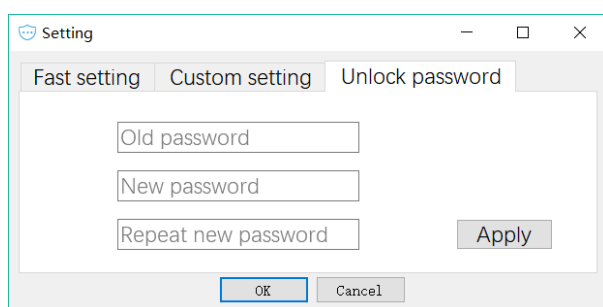 Setting
Fast setting Custom setting Unlock password
Old password
New password
Repeat new password Apply
OK Cancel